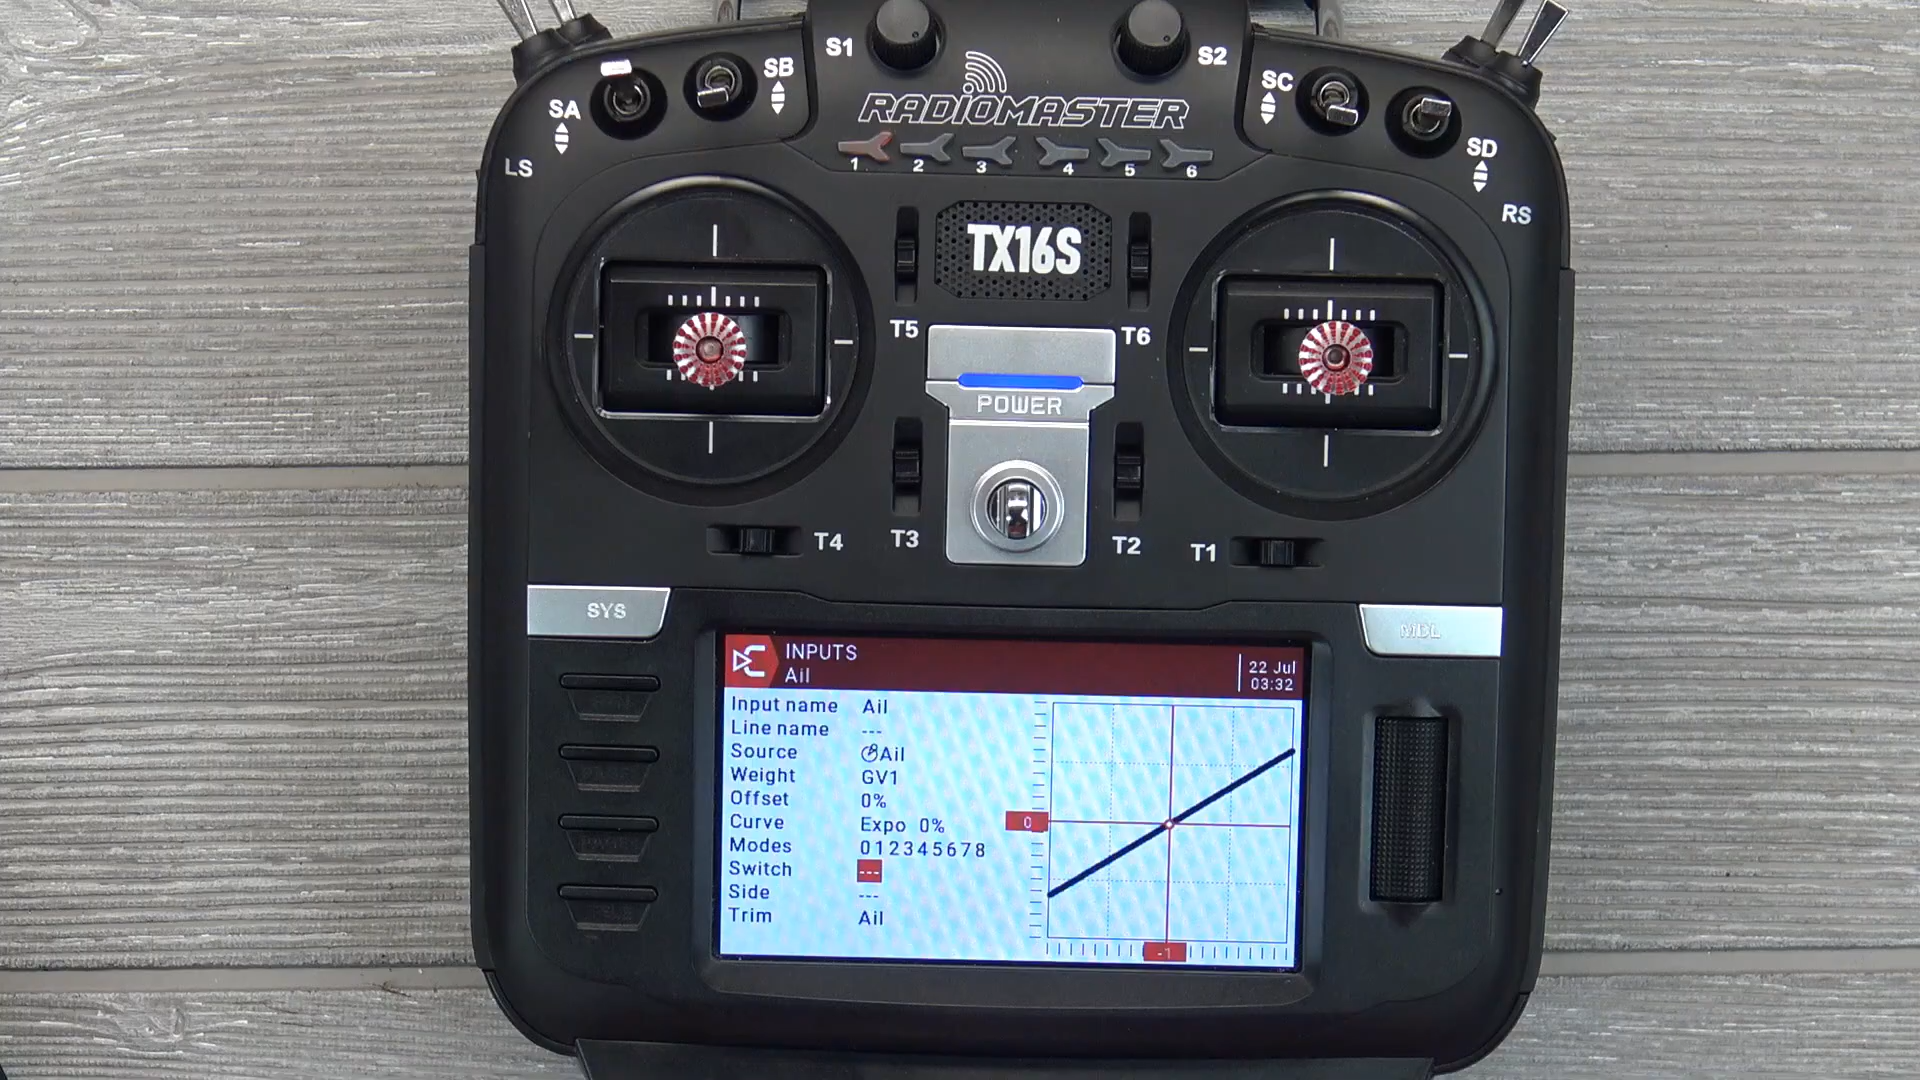 S1
S2
SB
SC
SA
SD
LS
RS
RADIOMASTER
1 2 3 4 5 6
TX16S
T5
T6
POWER
T4
T3
T2
T1
SYS
MDL
INPUTS
Ail
22 Jul
03:32
Input name Ail
Line name ---
Source Ail
Weight GV1
Offset 0%
Curve Expo 0%
Modes 012345678
Switch ---
Side ---
Trim Ail
0
-1